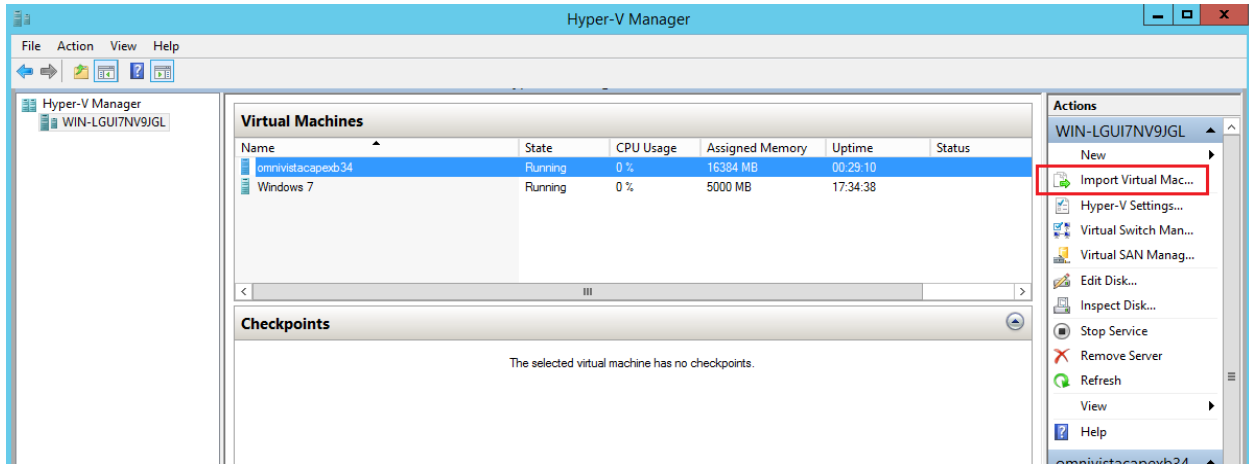 Hyper-V Manager
File Action View Help
Hyper-V Manager
WIN-LGUI7NV9JGL
Virtual Machines
Name State CPU Usage Assigned Memory Uptime Status
omnivistacapexb34 Running 0 % 16384 MB 00:29:10
Windows 7 Running 0 % 5000 MB 17:34:38
Checkpoints
The selected virtual machine has no checkpoints.
Actions
WIN-LGUI7NV9JGL
New
Import Virtual Mac...
Hyper-V Settings...
Virtual Switch Man...
Virtual SAN Manag...
Edit Disk...
Inspect Disk...
Stop Service
Remove Server
Refresh
View
Help
omnivistacapexb34